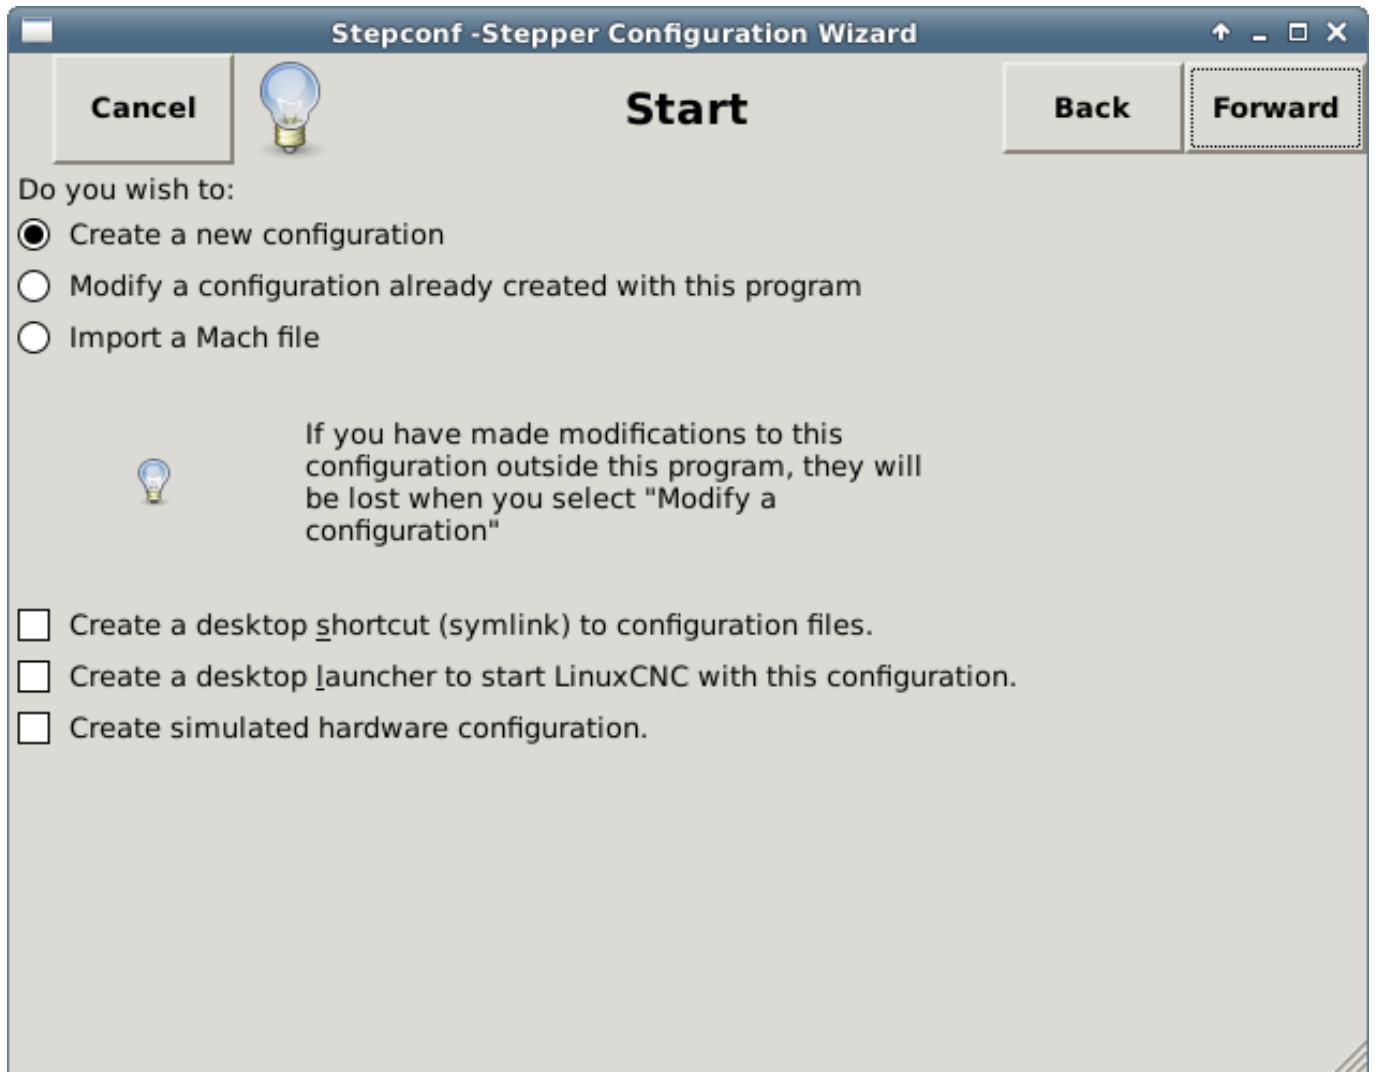 Stepconf -Stepper Configuration Wizard
Cancel
Start
Back
Forward
Do you wish to:
Create a new configuration
Modify a configuration already created with this program
Import a Mach file
If you have made modifications to this
configuration outside this program, they will
be lost when you select "Modify a
configuration"
Create a desktop shortcut (symlink) to configuration files.
Create a desktop launcher to start LinuxCNC with this configuration.
Create simulated hardware configuration.